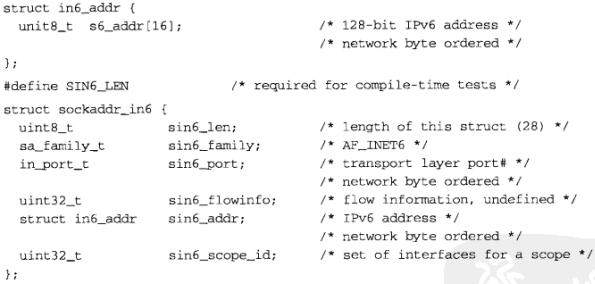 struct in6_addr {
  unit8_t  s6_addr[16];          /* 128-bit IPv6 address */
                                 /* network byte ordered */
};
#define SIN6_LEN          /* required for compile-time tests */
struct sockaddr_in6 {
  uint8_t          sin6_len;       /* length of this struct (28) */
  sa_family_t      sin6_family;    /* AF_INET6 */
  in_port_t        sin6_port;      /* transport layer port# */
                                   /* network byte ordered */
  uint32_t         sin6_flowinfo;  /* flow information, undefined */
  struct in6_addr  sin6_addr;      /* IPv6 address */
                                   /* network byte ordered */
  uint32_t         sin6_scope_id;  /* set of interfaces for a scope */
};